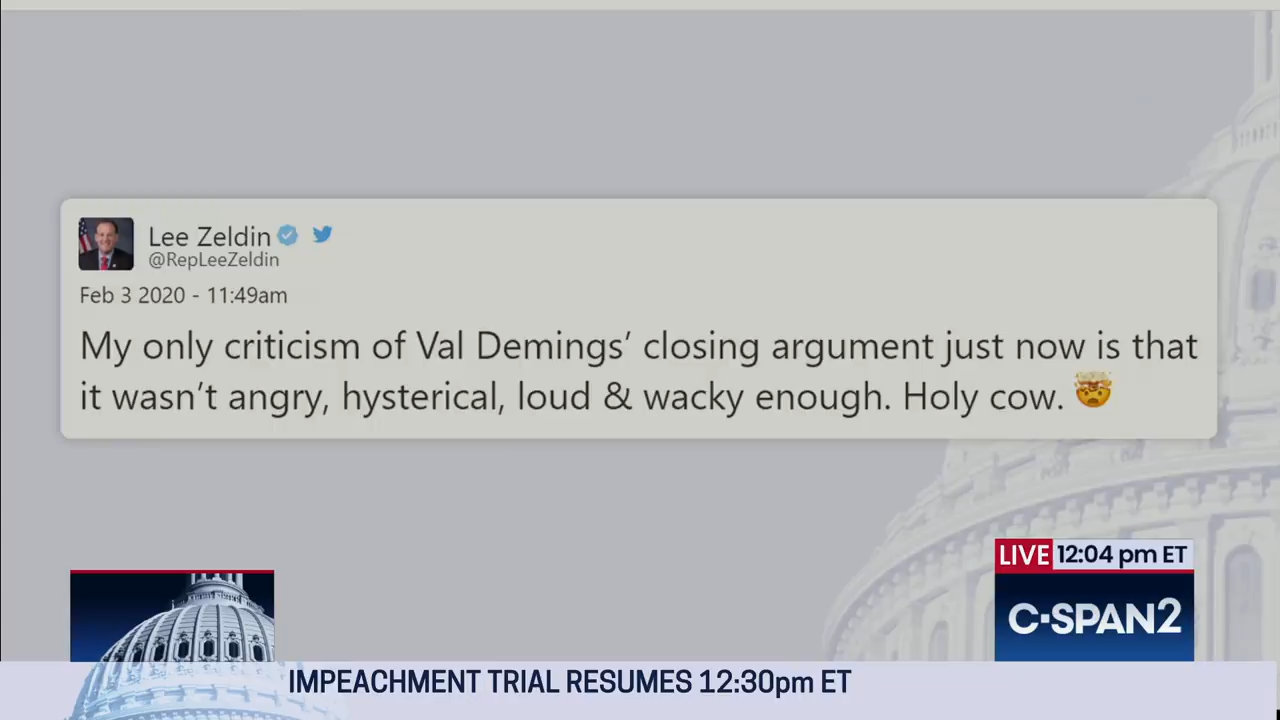 Lee Zeldin
@RepLeeZeldin
Feb 3 2020 - 11:49am
My only criticism of Val Demings’ closing argument just now is that
it wasn’t angry, hysterical, loud & wacky enough. Holy cow. 🤯
LIVE 12:04 pm ET
C-SPAN2
IMPEACHMENT TRIAL RESUMES 12:30pm ET